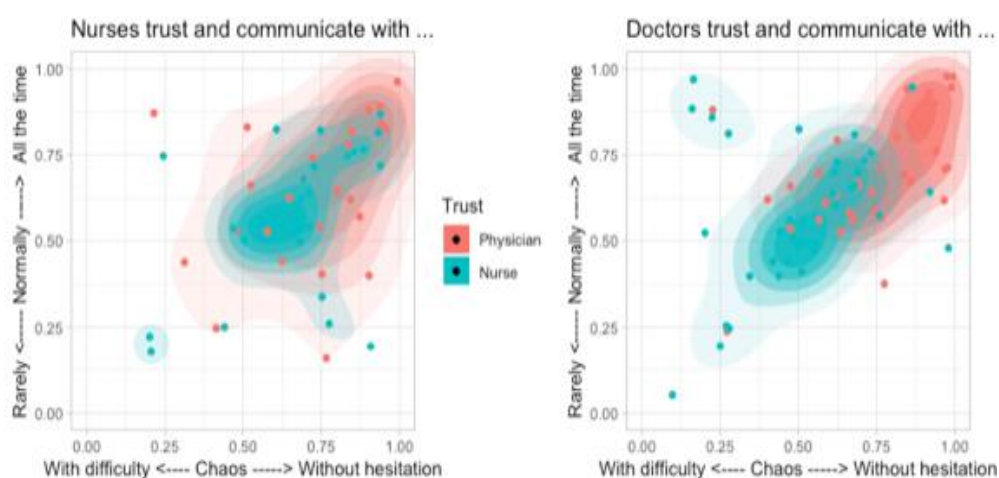 Nurses trust and communicate with ...
Rarely <----- Normally -----> All the time
1.00
0.75
0.50
0.25
0.00
0.00 0.25 0.50 0.75 1.00
With difficulty <---- Chaos ----> Without hesitation
Trust
Physician
Nurse
Doctors trust and communicate with ...
Rarely <----- Normally -----> All the time
1.00
0.75
0.50
0.25
0.00
0.00 0.25 0.50 0.75 1.00
With difficulty <---- Chaos ----> Without hesitation